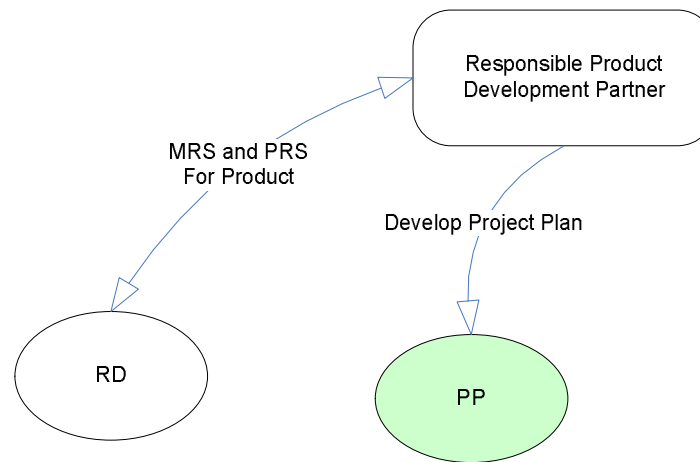 Responsible Product
Development Partner
MRS and PRS
For Product
Develop Project Plan
RD
PP